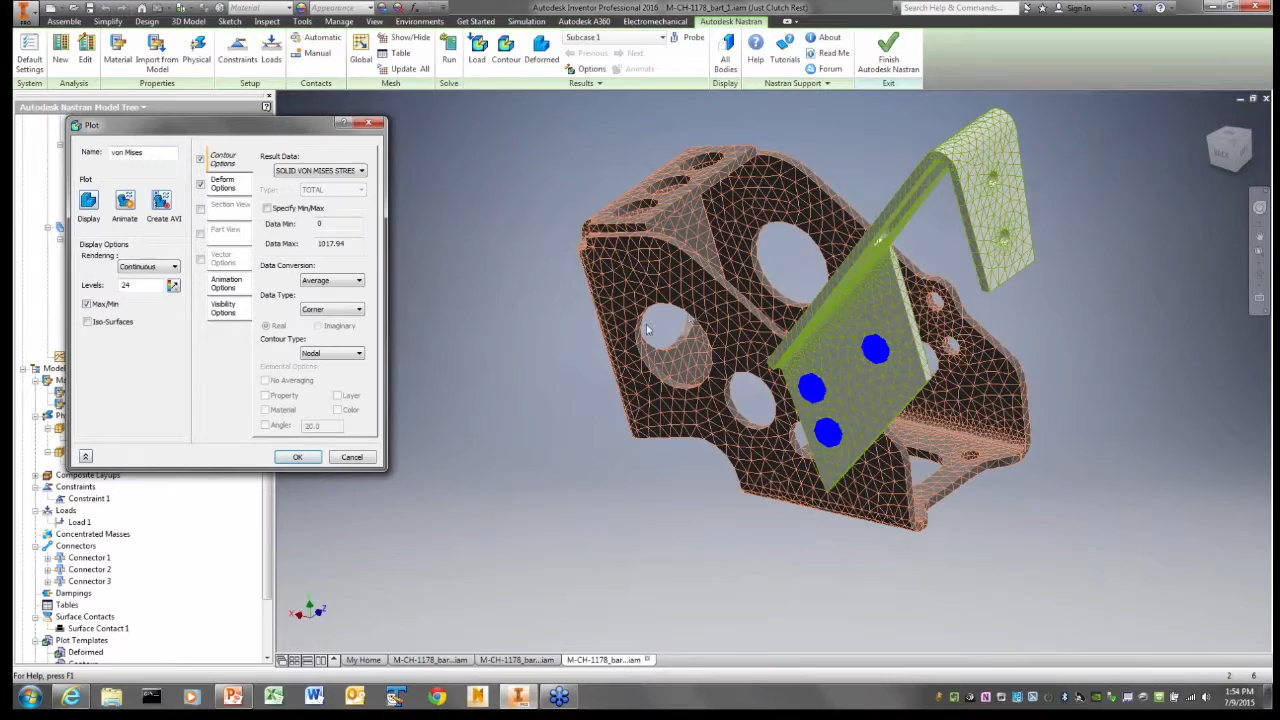 Material
Appearance
Autodesk Inventor Professional 2016 M-CH-1178_bart_1.iam (Just Clutch Rest)
Search Help & Commands...
Sign In
PRO
Assemble Simplify Design 3D Model Sketch Inspect Tools Manage View Environments Get Started Simulation Autodesk A360 Electromechanical Autodesk Nastran
Automatic
Manual
Show/Hide
Table
Update All
Subcase 1
Probe
Previous
Next
Options
Animate
About
Read Me
Forum
Default Settings
New
Edit
Material
Import from Model
Physical
Constraints
Loads
Global
Run
Load
Contour
Deformed
All Bodies
Help
Tutorials
Finish Autodesk Nastran
System
Analysis
Properties
Setup
Contacts
Mesh
Solve
Results
Display
Nastran Support
Exit
Autodesk Nastran Model Tree
Plot
Name: von Mises
Plot
Display
Animate
Create AVI
Display Options
Rendering:
Continuous
Levels: 24
Max/Min
Iso-Surfaces
Contour Options
Deform Options
Section View
Part View
Vector Options
Animation Options
Visibility Options
Result Data:
SOLID VON MISES STRES
Type: TOTAL
Specify Min/Max
Data Min: 0
Data Max: 1017.94
Data Conversion:
Average
Data Type:
Corner
Real
Imaginary
Contour Type:
Nodal
Elemental Options:
No Averaging
Property
Layer
Material
Color
Angle: 20.0
OK
Cancel
Composite Layups
Constraints
Constraint 1
Loads
Load 1
Concentrated Masses
Connectors
Connector 1
Connector 2
Connector 3
Dampings
Tables
Surface Contacts
Surface Contact 1
Plot Templates
Deformed
X
Y
Z
My Home
M-CH-1178_bar...iam
M-CH-1178_bar...iam
M-CH-1178_bar...iam
For Help, press F1
2 6
1:54 PM
7/9/2015